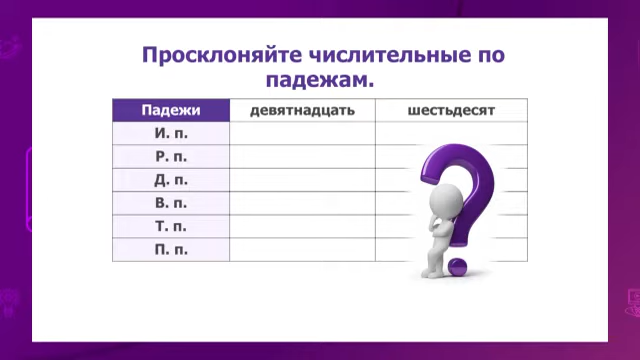 Просклоняйте числительные по
падежам.
Падежи девятнадцать шестьдесят
И. п.
Р. п.
Д. п.
В. п.
Т. п.
П. п.